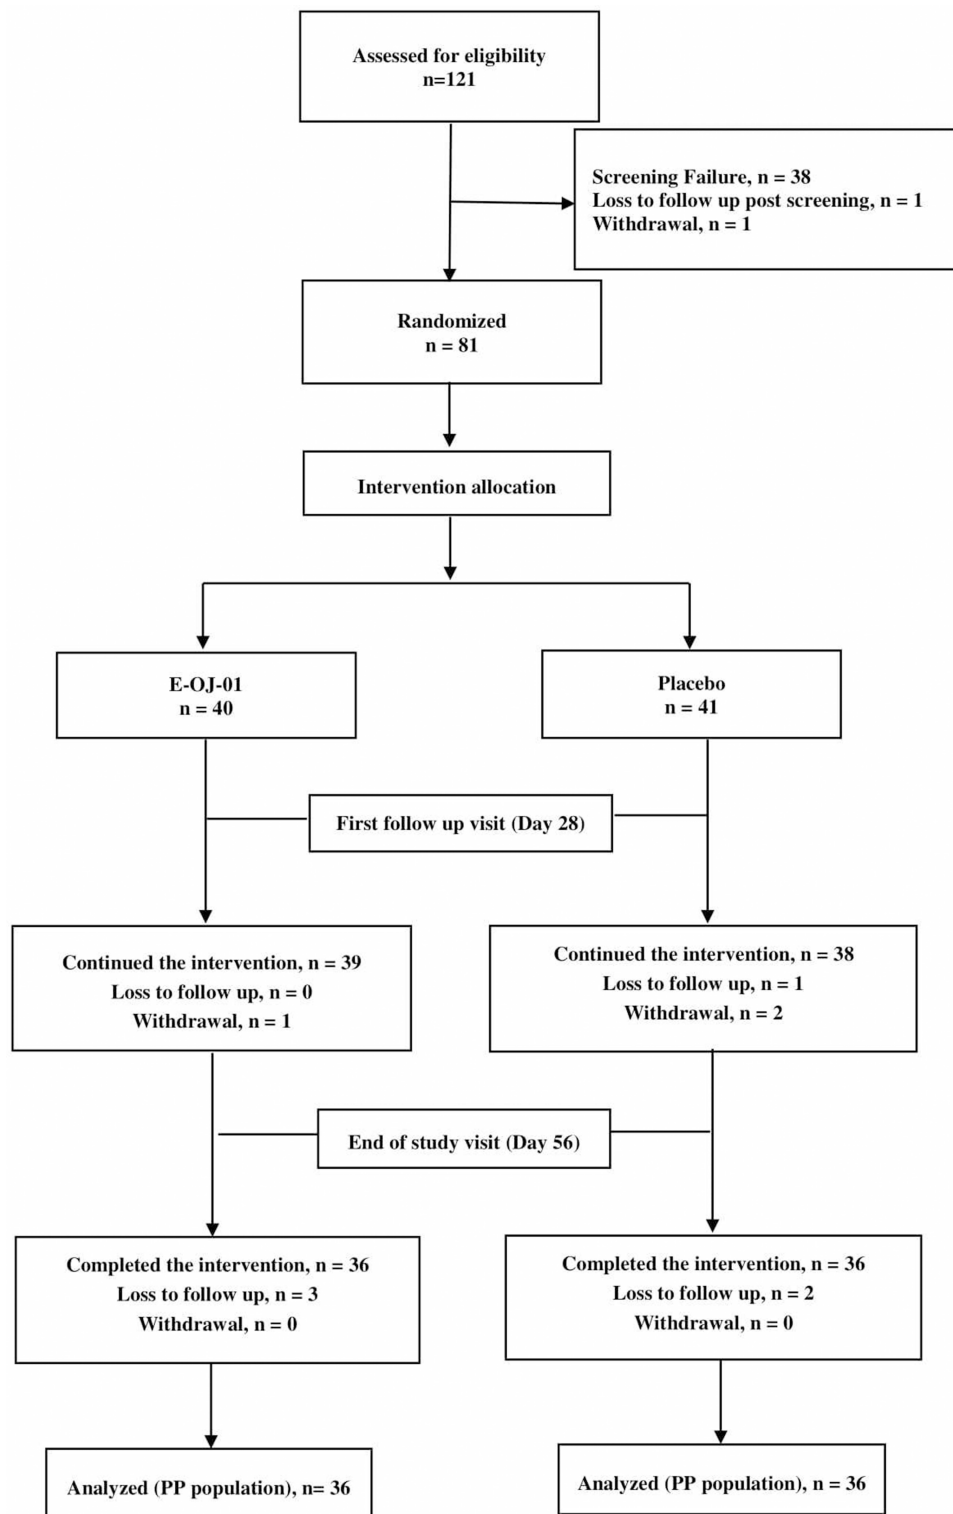 Assessed for eligibility
n=121
Screening Failure, n = 38
Loss to follow up post screening, n = 1
Withdrawal, n = 1
Randomized
n = 81
Intervention allocation
E-OJ-01
n = 40
Placebo
n = 41
First follow up visit (Day 28)
Continued the intervention, n = 39
Loss to follow up, n = 0
Withdrawal, n = 1
Continued the intervention, n = 38
Loss to follow up, n = 1
Withdrawal, n = 2
End of study visit (Day 56)
Completed the intervention, n = 36
Loss to follow up, n = 3
Withdrawal, n = 0
Completed the intervention, n = 36
Loss to follow up, n = 2
Withdrawal, n = 0
Analyzed (PP population), n= 36
Analyzed (PP population), n = 36